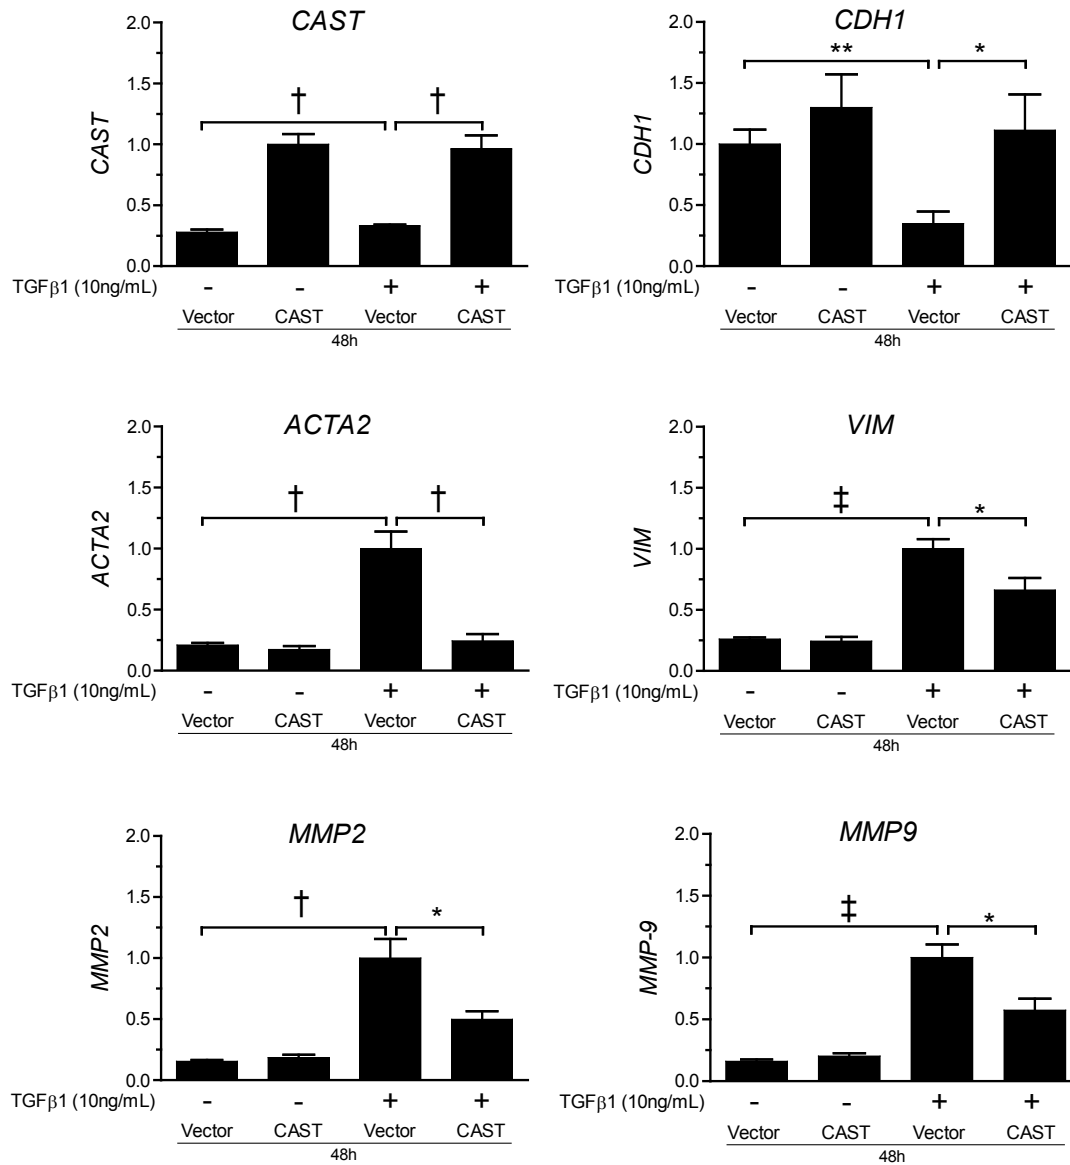 CAST
CAST
2.0
1.5
1.0
0.5
0.0
† †
TGFβ1 (10ng/mL) - - + +
Vector CAST Vector CAST
48h
CDH1
CDH1
2.0
1.5
1.0
0.5
0.0
** *
- - + +
Vector CAST Vector CAST
48h
ACTA2
ACTA2
2.0
1.5
1.0
0.5
0.0
† †
TGFβ1 (10ng/mL) - - + +
Vector CAST Vector CAST
48h
VIM
VIM
2.0
1.5
1.0
0.5
0.0
‡ *
TGFβ1 (10ng/mL) - - + +
Vector CAST Vector CAST
48h
MMP2
MMP2
2.0
1.5
1.0
0.5
0.0
† *
TGFβ1 (10ng/mL) - - + +
Vector CAST Vector CAST
48h
MMP9
MMP-9
2.0
1.5
1.0
0.5
0.0
‡ *
TGFβ1 (10ng/mL) - - + +
Vector CAST Vector CAST
48h